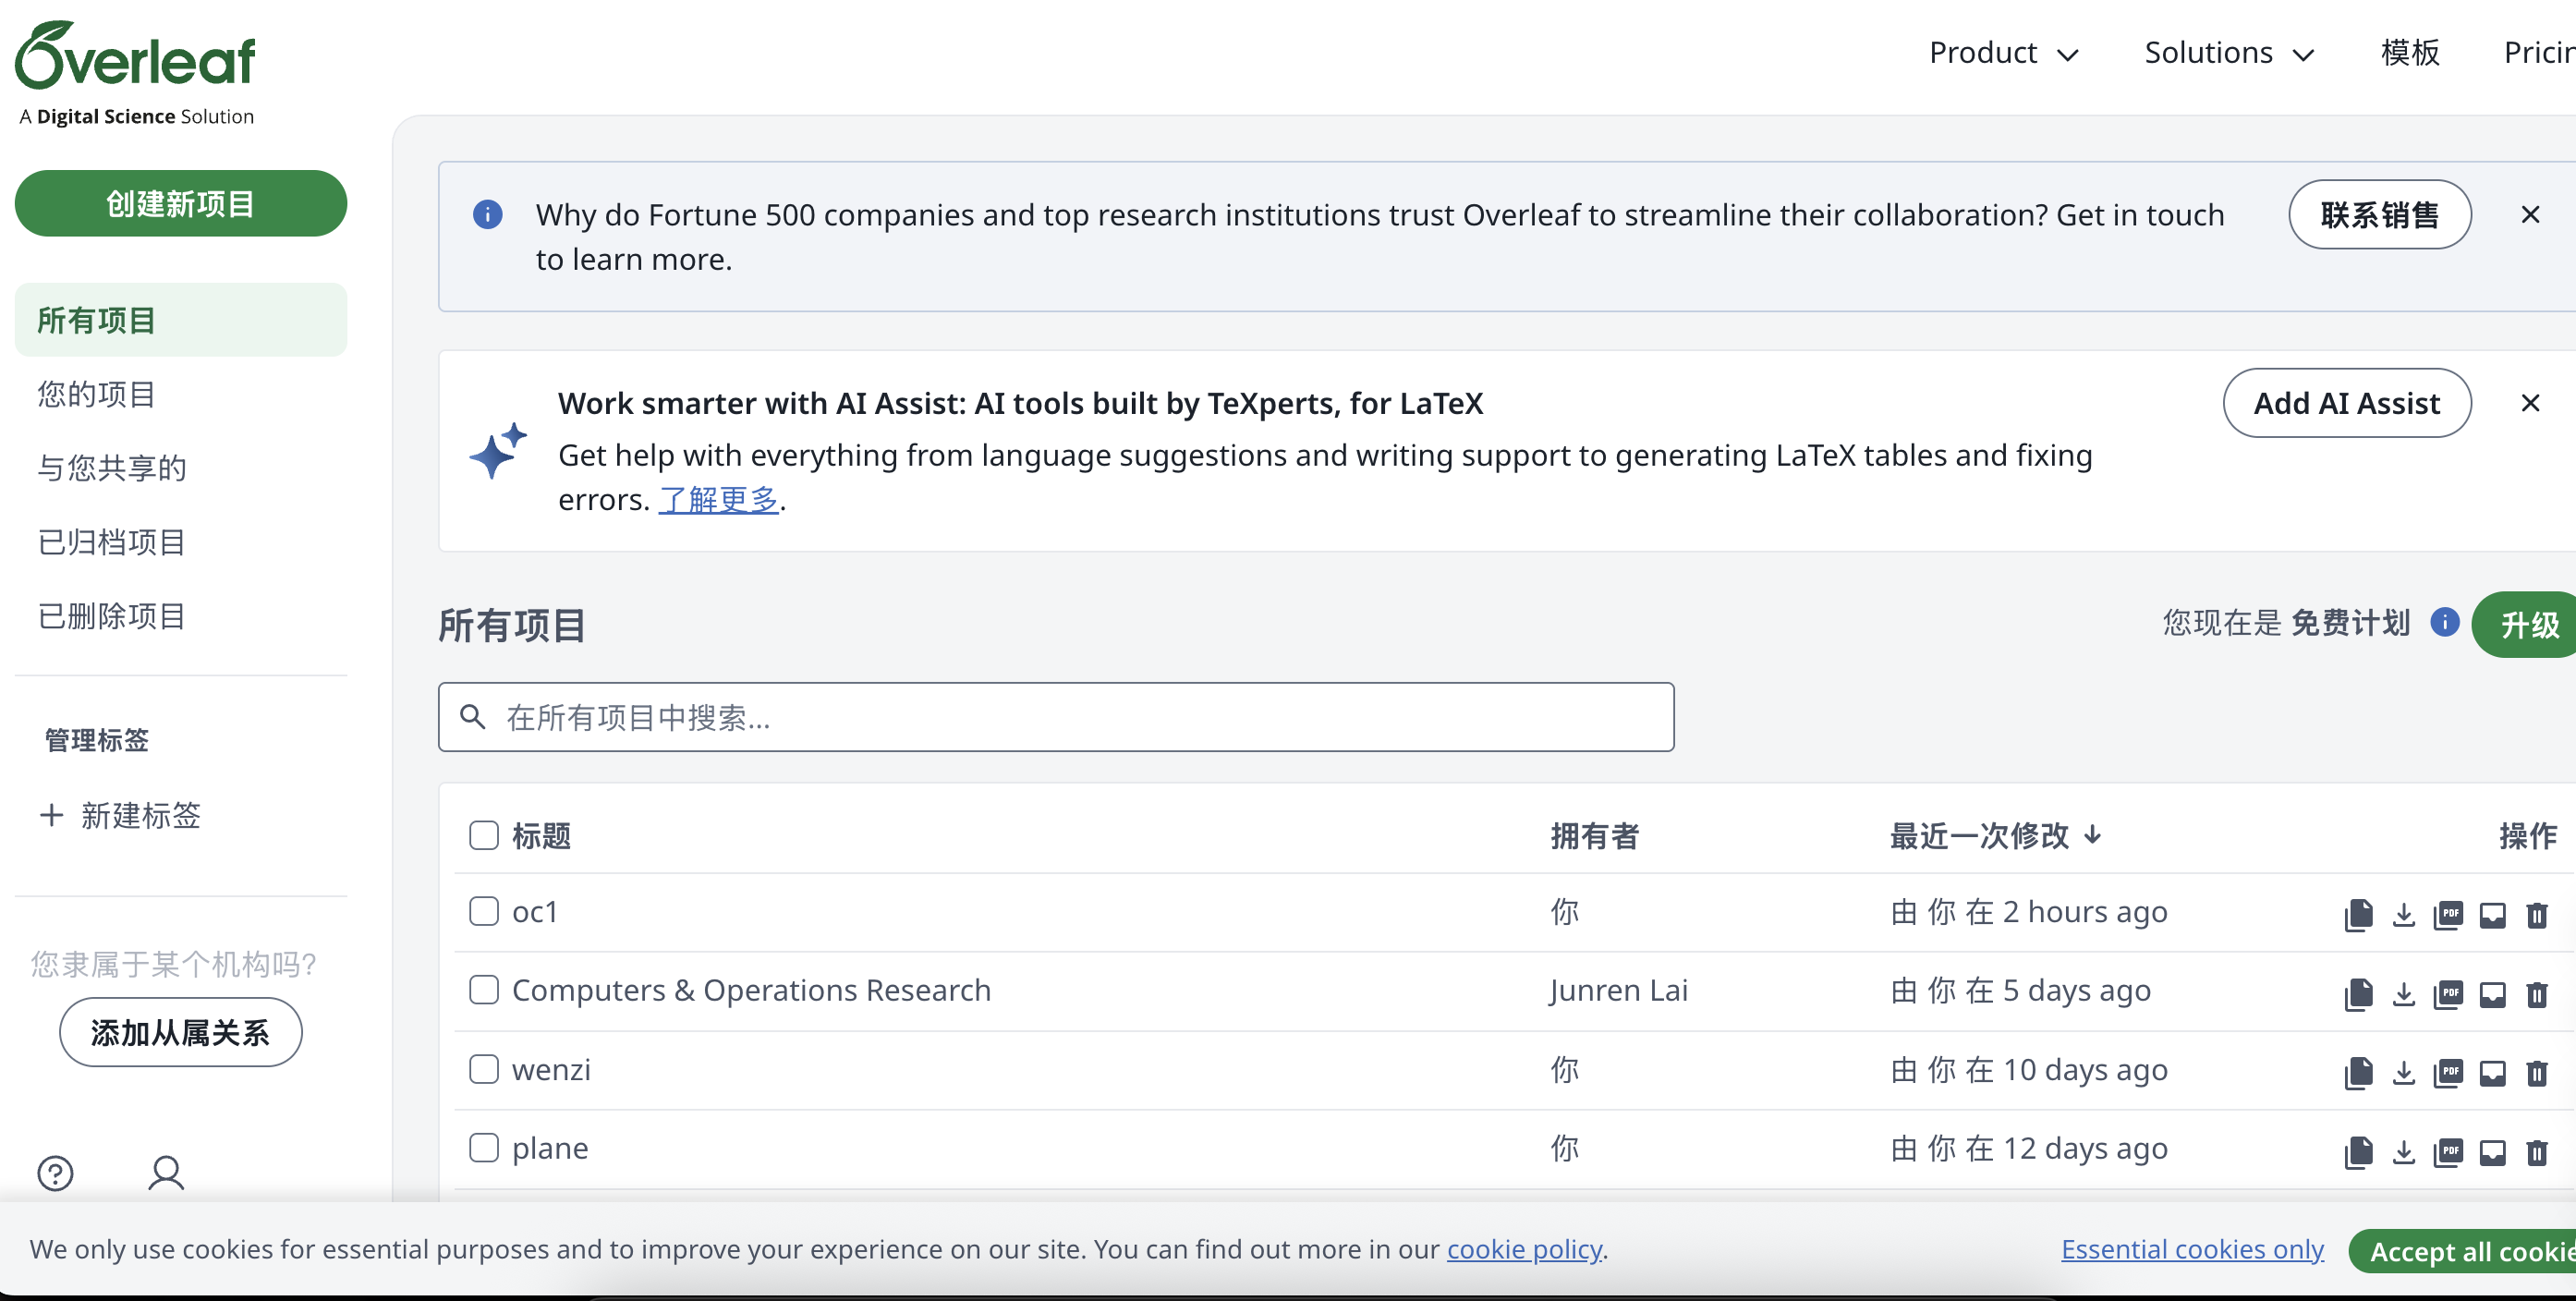 Overleaf
A Digital Science Solution
Product
Solutions
模板
创建新项目
所有项目
您的项目
与您共享的
已归档项目
已删除项目
管理标签
+ 新建标签
您隶属于某个机构吗?
添加从属关系
Why do Fortune 500 companies and top research institutions trust Overleaf to streamline their collaboration? Get in touch
to learn more.
联系销售
Work smarter with AI Assist: AI tools built by TeXperts, for LaTeX
Get help with everything from language suggestions and writing support to generating LaTeX tables and fixing
errors. 了解更多.
Add AI Assist
所有项目
您现在是 免费计划
升级
在所有项目中搜索...
标题 拥有者 最近一次修改 ↓ 操作
oc1 你 由 你 在 2 hours ago PDF
Computers & Operations Research Junren Lai 由 你 在 5 days ago PDF
wenzi 你 由 你 在 10 days ago PDF
plane 你 由 你 在 12 days ago PDF
We only use cookies for essential purposes and to improve your experience on our site. You can find out more in our cookie policy.
Essential cookies only
Accept all